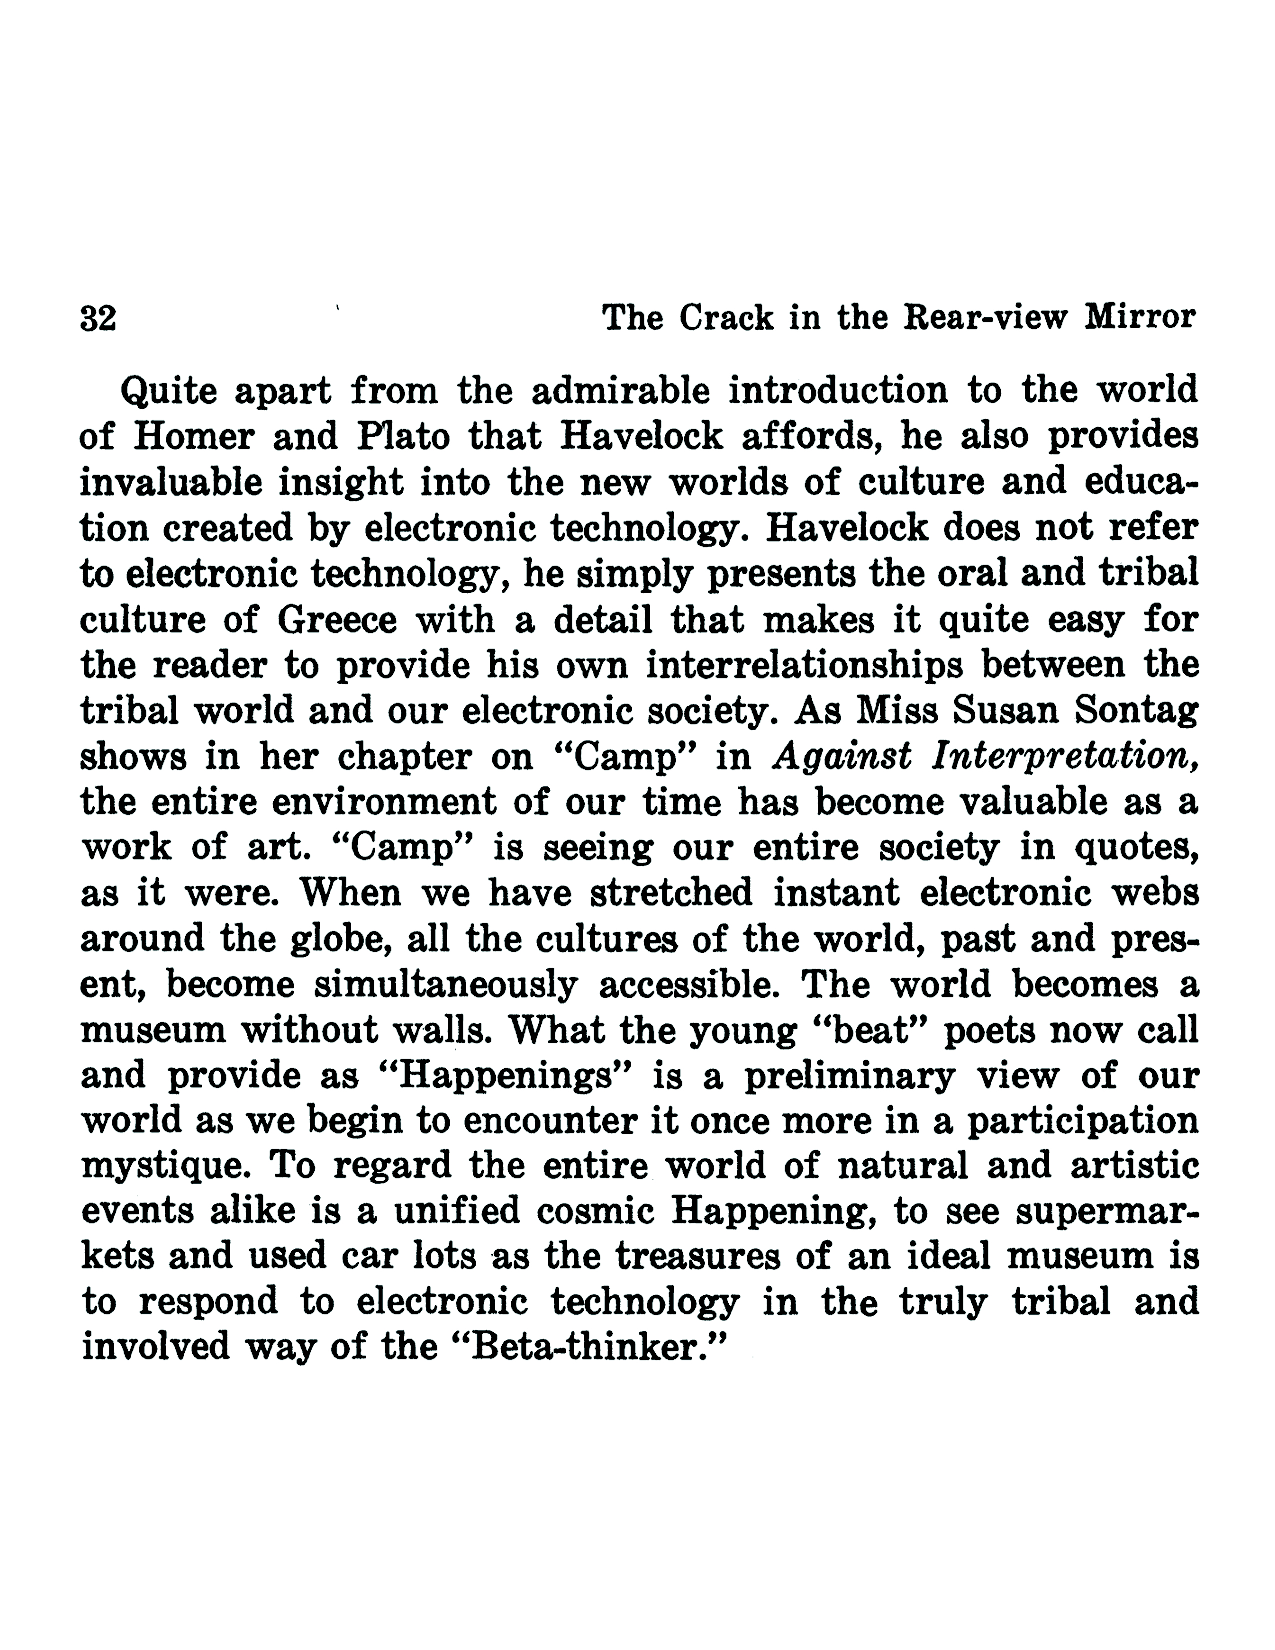 32 The Crack in the Rear-view Mirror
Quite apart from the admirable introduction to the world
of Homer and Plato that Havelock affords, he also provides
invaluable insight into the new worlds of culture and educa-
tion created by electronic technology. Havelock does not refer
to electronic technology, he simply presents the oral and tribal
culture of Greece with a detail that makes it quite easy for
the reader to provide his own interrelationships between the
tribal world and our electronic society. As Miss Susan Sontag
shows in her chapter on “Camp” in Against Interpretation,
the entire environment of our time has become valuable as a
work of art. “Camp” is seeing our entire society in quotes,
as it were. When we have stretched instant electronic webs
around the globe, all the cultures of the world, past and pres-
ent, become simultaneously accessible. The world becomes a
museum without walls. What the young “beat” poets now call
and provide as “Happenings” is a preliminary view of our
world as we begin to encounter it once more in a participation
mystique. To regard the entire world of natural and artistic
events alike is a unified cosmic Happening, to see supermar-
kets and used car lots as the treasures of an ideal museum is
to respond to electronic technology in the truly tribal and
involved way of the “Beta-thinker.”